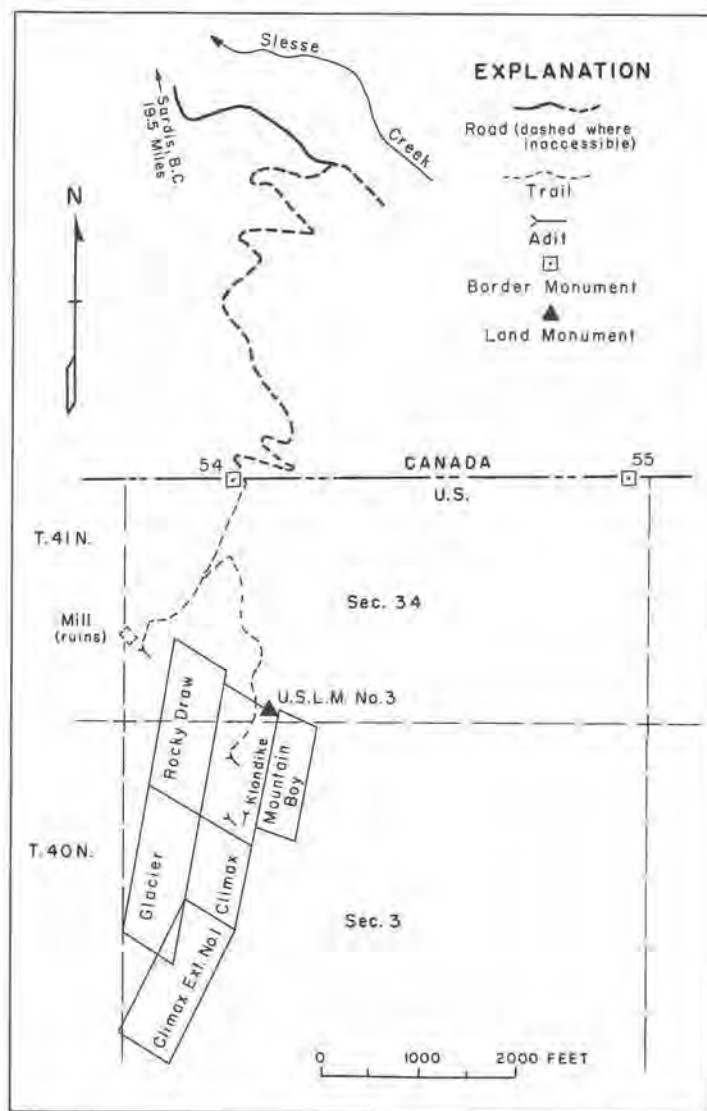 Slesse
Creek
Sardis, B.C
19.5 Miles
N
EXPLANATION
Road (dashed where
inaccessible)
Trail
Adit
Border Monument
Land Monument
54
CANADA
55
U.S.
T.41N.
Sec. 34
Mill
(ruins)
U.S.L.M. No.3
Rocky Draw
Klondike
Mountain
Boy
T.40N.
Glacier
Climax
Sec. 3
Climax Ext. No.1
0 1000 2000 FEET